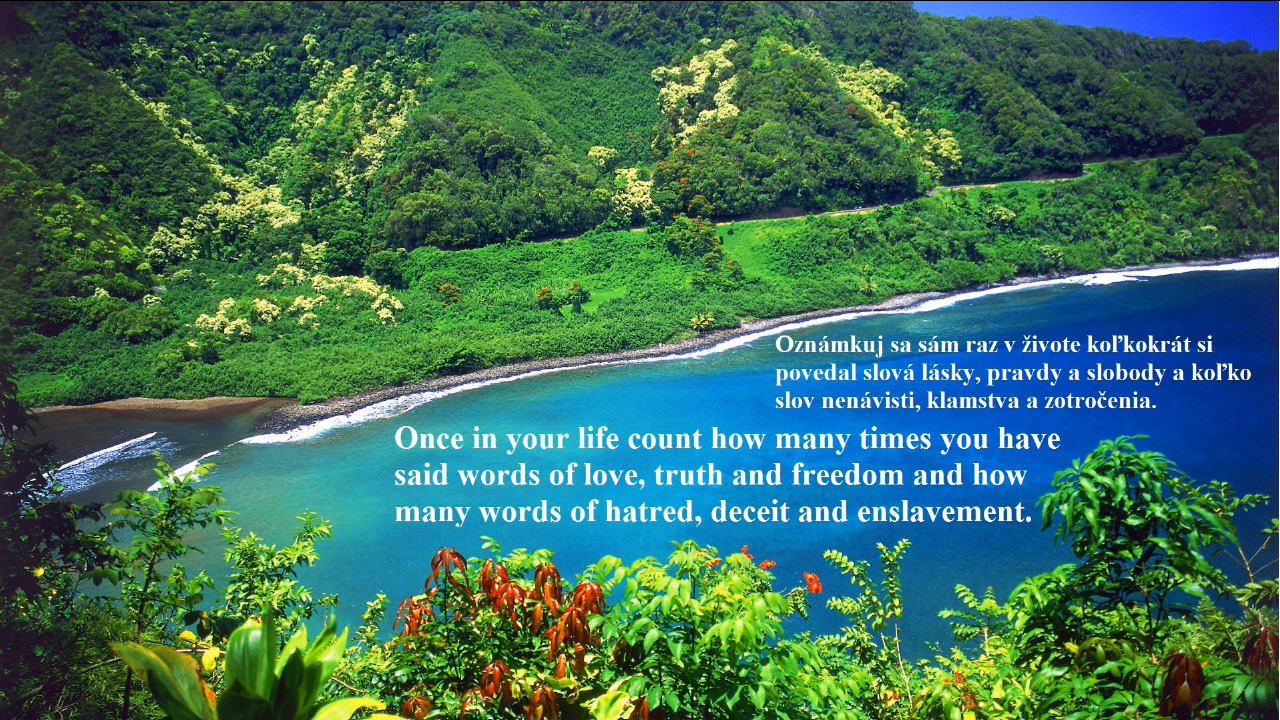 Oznámkuj sa sám raz v živote koľkokrát si
povedal slová lásky, pravdy a slobody a koľko
slov nenávisti, klamstva a zotročenia.
Once in your life count how many times you have
said words of love, truth and freedom and how
many words of hatred, deceit and enslavement.